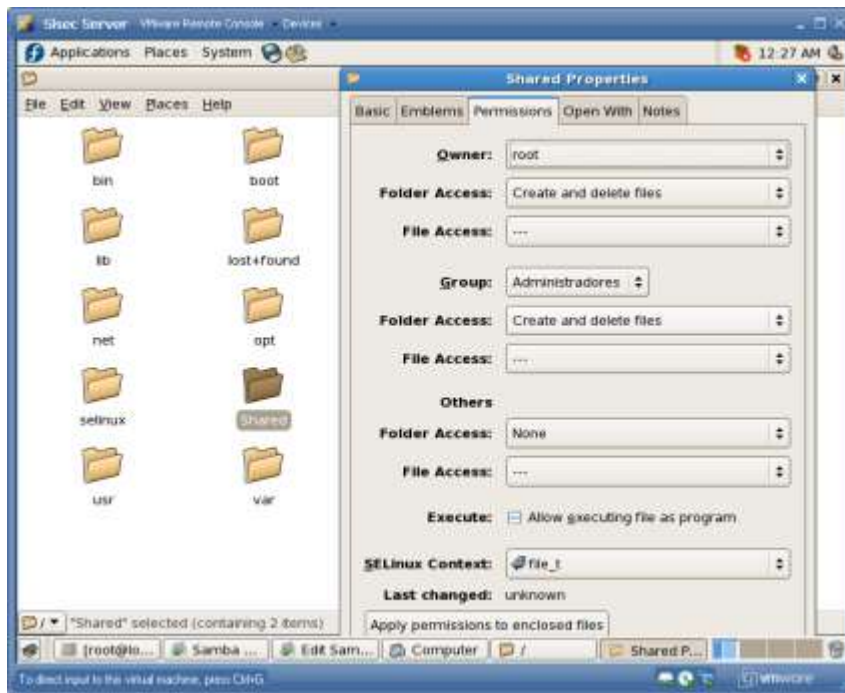 Sisec Server VMware Remote Console Devices
Applications Places System 12:27 AM
Shared Properties
File Edit View Places Help
Basic Emblems Permissions Open With Notes
bin
boot
lib
lost+found
net
opt
selinux
Shared
usr
var
Owner: root
Folder Access: Create and delete files
File Access: ---
Group: Administradores
Folder Access: Create and delete files
File Access: ---
Others
Folder Access: None
File Access: ---
Execute: Allow executing file as program
SELinux Context: file_t
Last changed: unknown
Apply permissions to enclosed files
/ "Shared" selected (containing 2 items)
[root@lo... Samba ... Edit Sam... Computer / Shared P...
To direct input to this virtual machine, press Ctrl+G.
vmware